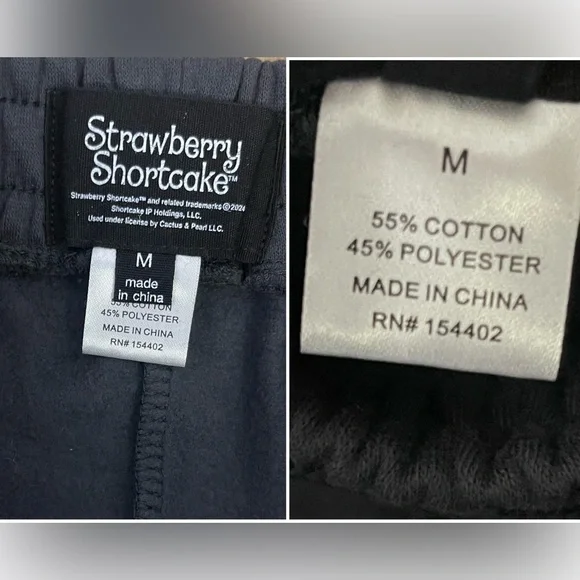 Strawberry
Shortcake™
Strawberry Shortcake™ and related trademarks ©2024
Shortcake IP Holdings, LLC.
Used under license by Cactus & Pearl LLC.
M
made
in china
55% COTTON
45% POLYESTER
MADE IN CHINA
RN# 154402
M
55% COTTON
45% POLYESTER
MADE IN CHINA
RN# 154402